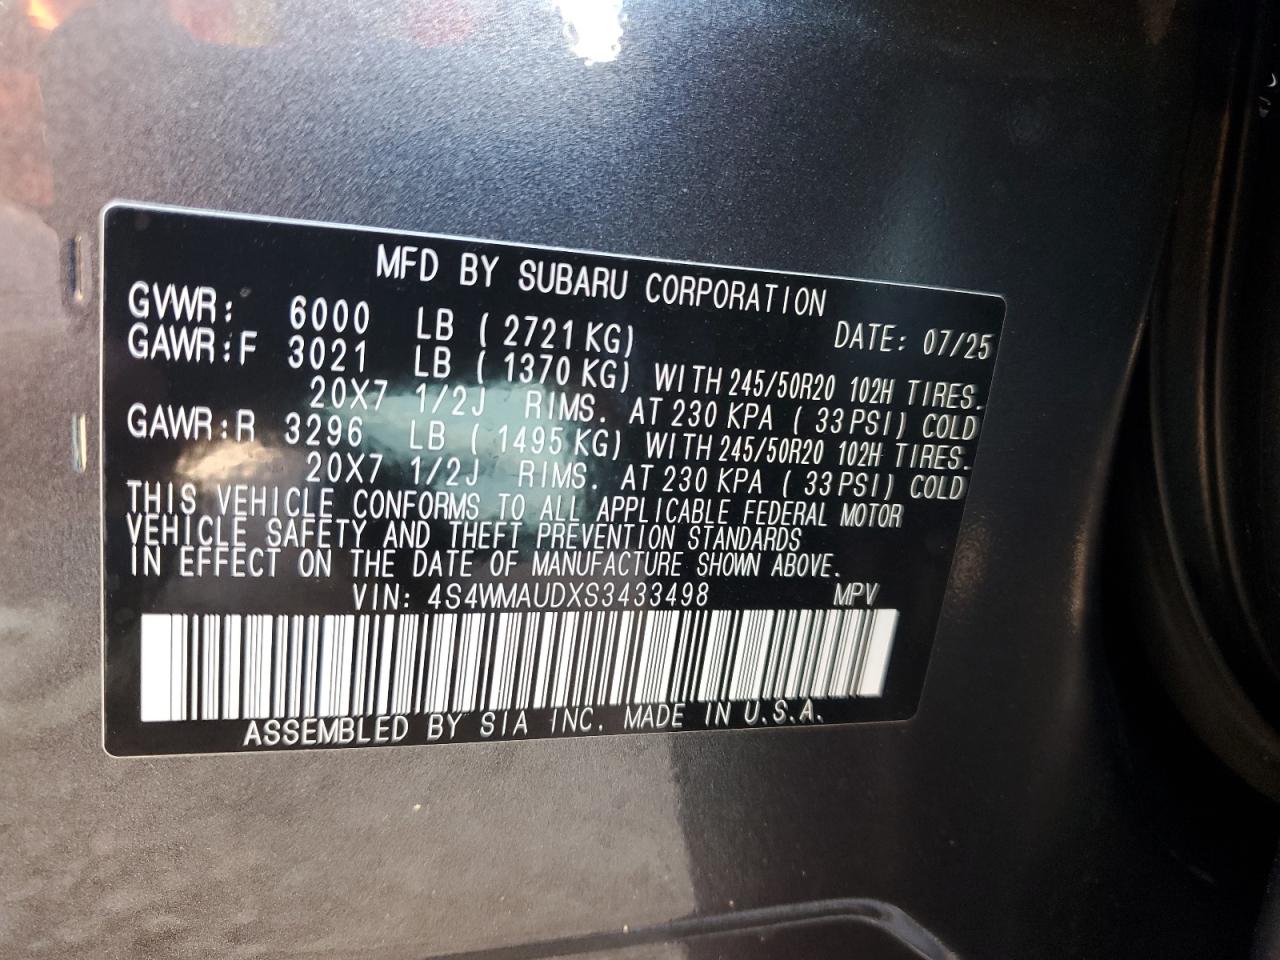 MFD BY SUBARU CORPORATION
GVWR: 6000 LB ( 2721 KG) DATE: 07/25
GAWR:F 3021 LB ( 1370 KG) WITH 245/50R20 102H TIRES.
20X7 1/2J RIMS. AT 230 KPA ( 33 PSI) COLD
GAWR:R 3296 LB ( 1495 KG) WITH 245/50R20 102H TIRES.
20X7 1/2J RIMS. AT 230 KPA ( 33 PSI) COLD
THIS VEHICLE CONFORMS TO ALL APPLICABLE FEDERAL MOTOR
VEHICLE SAFETY AND THEFT PREVENTION STANDARDS
IN EFFECT ON THE DATE OF MANUFACTURE SHOWN ABOVE.
VIN: 4S4WMAUDXS3433498 MPV
ASSEMBLED BY SIA INC. MADE IN U.S.A.